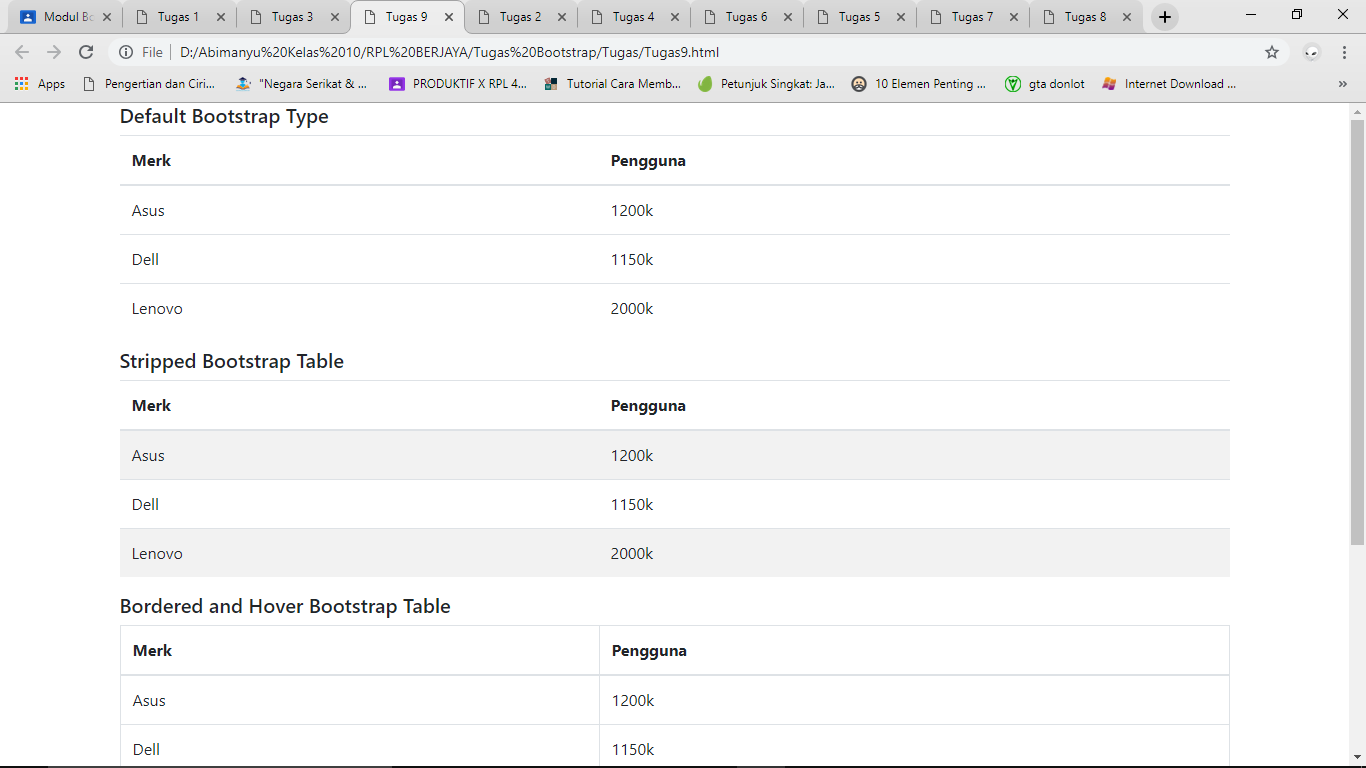 Modul Bo
Tugas 1
Tugas 3
Tugas 9
Tugas 2
Tugas 4
Tugas 6
Tugas 5
Tugas 7
Tugas 8
File
D:/Abimanyu%20Kelas%2010/RPL%20BERJAYA/Tugas%20Bootstrap/Tugas/Tugas9.html
Apps
Pengertian dan Ciri...
"Negara Serikat & ...
PRODUKTIF X RPL 4...
Tutorial Cara Memb...
Petunjuk Singkat: Ja...
10 Elemen Penting ...
gta donlot
Internet Download ...
»
Default Bootstrap Type
Merk Pengguna
Asus 1200k
Dell 1150k
Lenovo 2000k
Stripped Bootstrap Table
Merk Pengguna
Asus 1200k
Dell 1150k
Lenovo 2000k
Bordered and Hover Bootstrap Table
Merk Pengguna
Asus 1200k
Dell 1150k